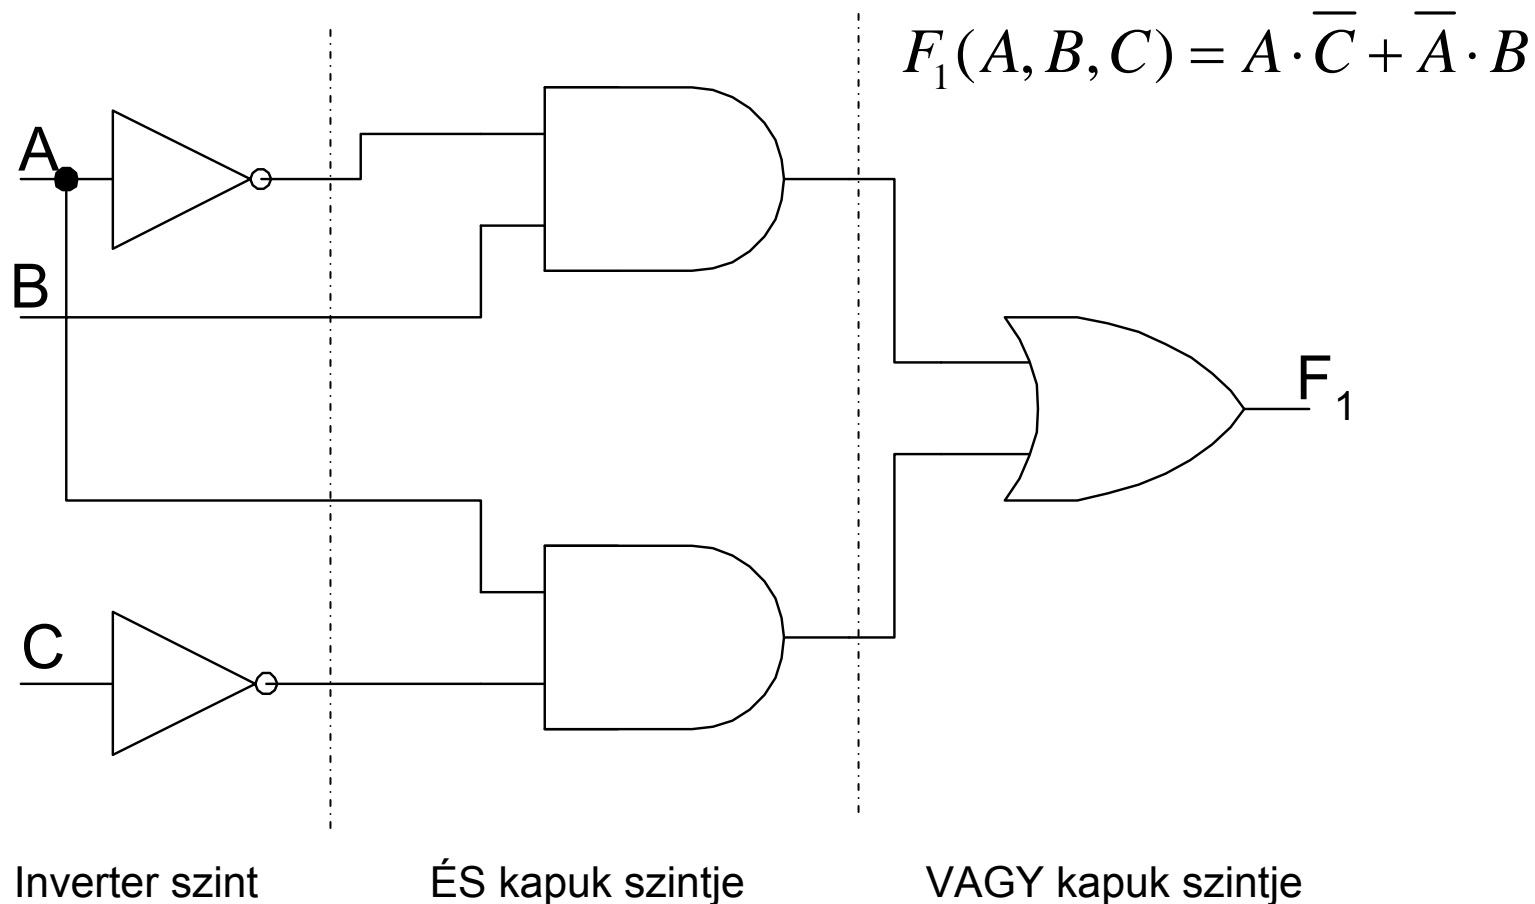 F₁(A, B, C) = A · C̅ + A̅ · B
A
B
F₁
C
Inverter szint
ÉS kapuk szintje
VAGY kapuk szintje